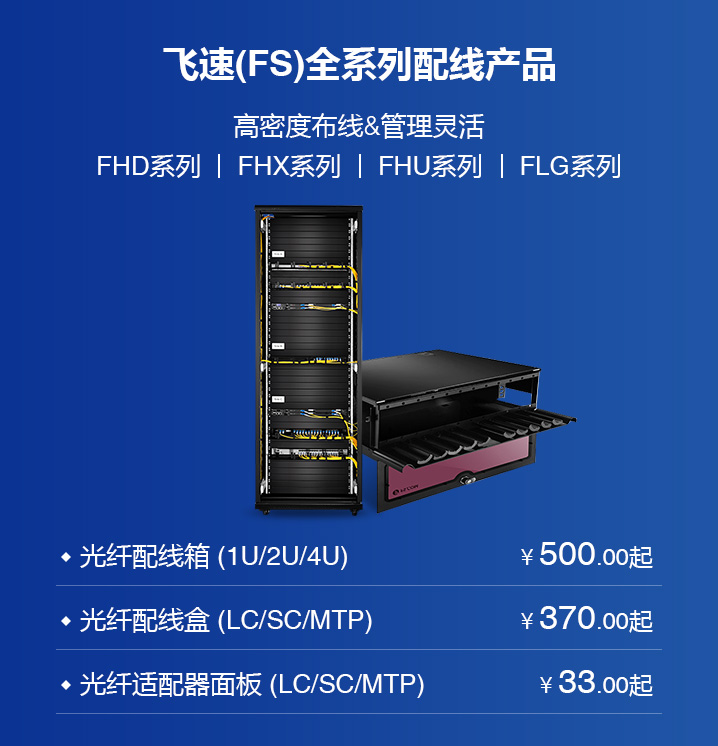 飞速(FS)全系列配线产品
高密度布线&管理灵活
FHD系列 | FHX系列 | FHU系列 | FLG系列
光纤配线箱 (1U/2U/4U) ¥500.00起
光纤配线盒 (LC/SC/MTP) ¥370.00起
光纤适配器面板 (LC/SC/MTP) ¥33.00起